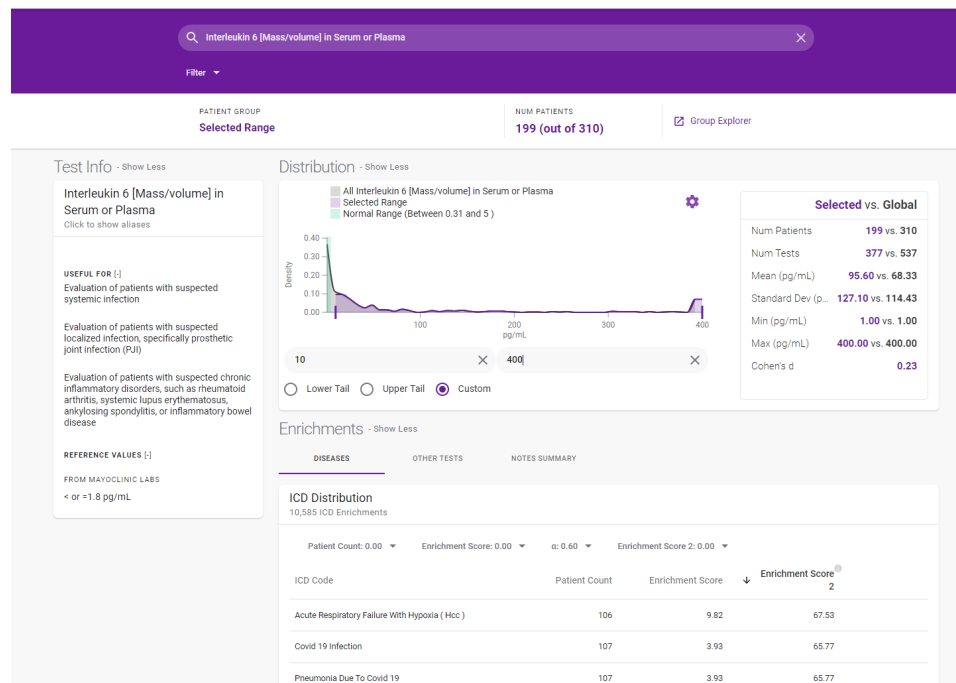 Interleukin 6 [Mass/volume] in Serum or Plasma
Filter
PATIENT GROUP
Selected Range
NUM PATIENTS
199 (out of 310)
Group Explorer
Test Info - Show Less
Interleukin 6 [Mass/volume] in
Serum or Plasma
Click to show aliases
USEFUL FOR [-]
Evaluation of patients with suspected
systemic infection
Evaluation of patients with suspected
localized infection, specifically prosthetic
joint infection (PJI)
Evaluation of patients with suspected chronic
inflammatory disorders, such as rheumatoid
arthritis, systemic lupus erythematosus,
ankylosing spondylitis, or inflammatory bowel
disease
REFERENCE VALUES [-]
FROM MAYOCLINIC LABS
< or =1.8 pg/mL
Distribution - Show Less
All Interleukin 6 [Mass/volume] in Serum or Plasma
Selected Range
Normal Range (Between 0.31 and 5 )
Density
0.40
0.30
0.20
0.10
0.00
100 200 300 400
pg/mL
10 400
Lower Tail Upper Tail Custom
Selected vs. Global
Num Patients 199 vs. 310
Num Tests 377 vs. 537
Mean (pg/mL) 95.60 vs. 68.33
Standard Dev (p... 127.10 vs. 114.43
Min (pg/mL) 1.00 vs. 1.00
Max (pg/mL) 400.00 vs. 400.00
Cohen's d 0.23
Enrichments - Show Less
DISEASES OTHER TESTS NOTES SUMMARY
ICD Distribution
10,585 ICD Enrichments
Patient Count: 0.00 Enrichment Score: 0.00 α: 0.60 Enrichment Score 2: 0.00
ICD Code Patient Count Enrichment Score Enrichment Score
2
Acute Respiratory Failure With Hypoxia ( Hcc ) 106 9.82 67.53
Covid 19 Infection 107 3.93 65.77
Pneumonia Due To Covid 19 107 3.93 65.77